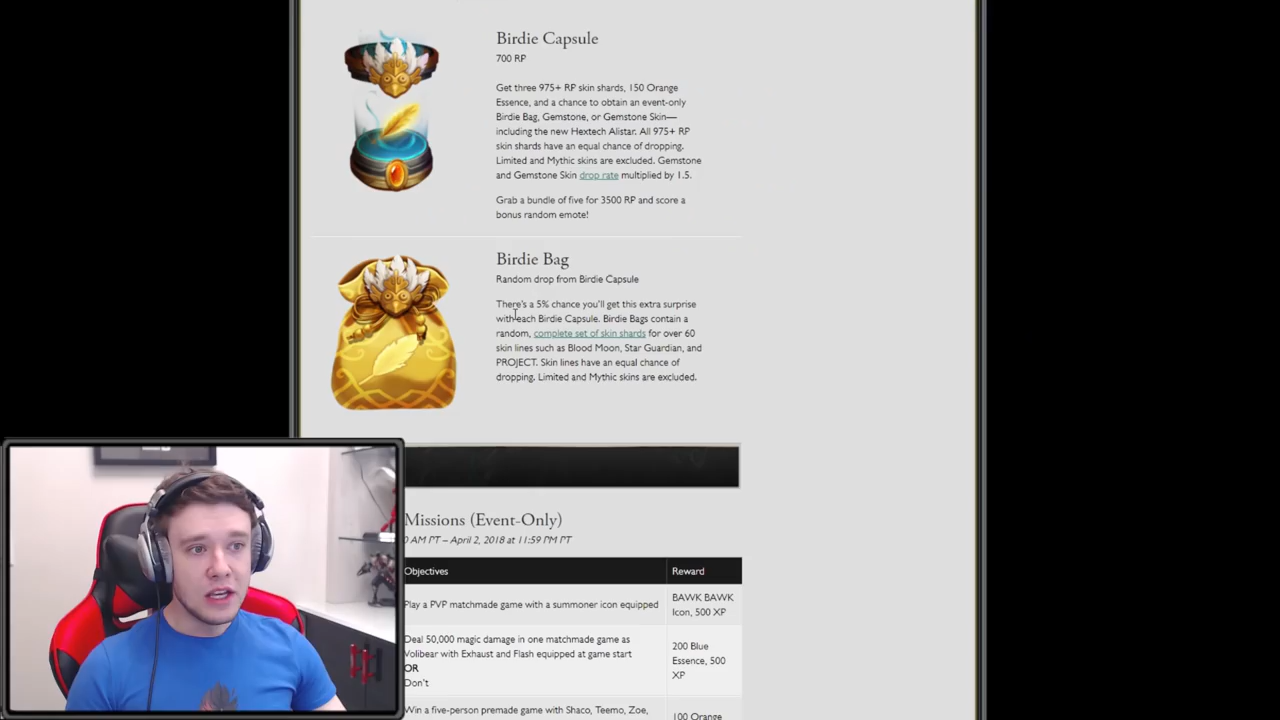 Birdie Capsule
700 RP
Get three 975+ RP skin shards, 150 Orange
Essence, and a chance to obtain an event-only
Birdie Bag, Gemstone, or Gemstone Skin—
including the new Hextech Alistar. All 975+ RP
skin shards have an equal chance of dropping.
Limited and Mythic skins are excluded. Gemstone
and Gemstone Skin drop rate multiplied by 1.5.
Grab a bundle of five for 3500 RP and score a
bonus random emote!
Birdie Bag
Random drop from Birdie Capsule
There's a 5% chance you'll get this extra surprise
with each Birdie Capsule. Birdie Bags contain a
random, complete set of skin shards for over 60
skin lines such as Blood Moon, Star Guardian, and
PROJECT. Skin lines have an equal chance of
dropping. Limited and Mythic skins are excluded.
Missions (Event-Only)
0 AM PT – April 2, 2018 at 11:59 PM PT
Objectives Reward
Play a PVP matchmade game with a summoner icon equipped
BAWK BAWK
Icon, 500 XP
Deal 50,000 magic damage in one matchmade game as
Volibear with Exhaust and Flash equipped at game start
OR
Don't
200 Blue
Essence, 500
XP
Win a five-person premade game with Shaco, Teemo, Zoe,
100 Orange